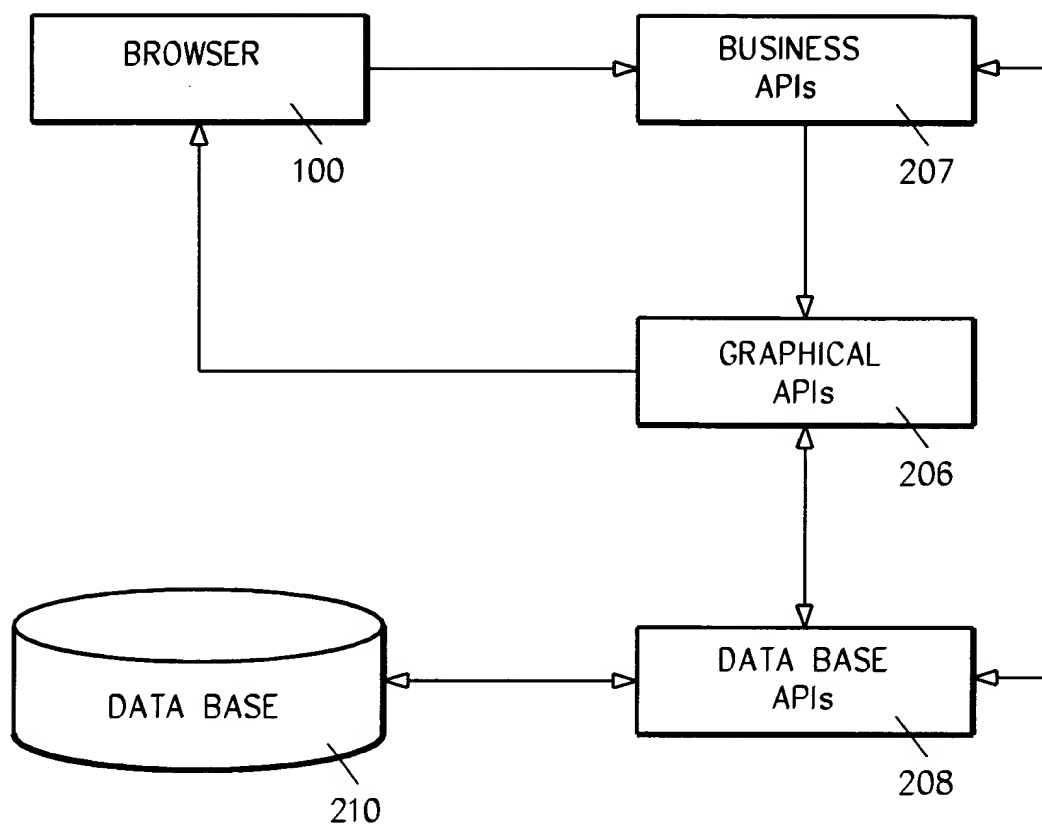 BROWSER
100
BUSINESS
APIs
207
GRAPHICAL
APIs
206
DATA BASE
210
DATA BASE
APIs
208